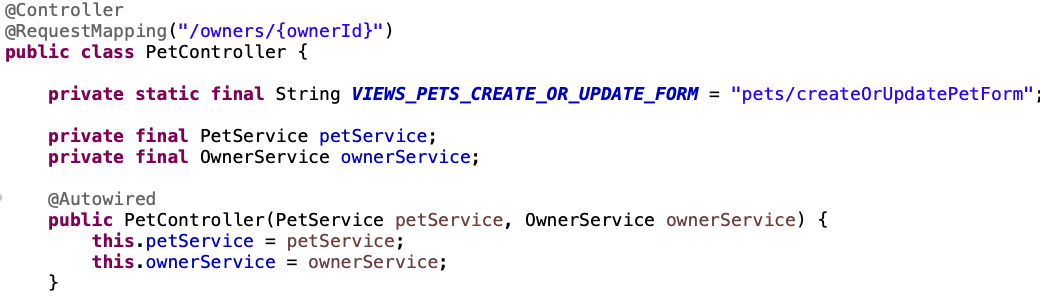 @Controller
@RequestMapping("/owners/{ownerId}")
public class PetController {
private static final String VIEWS_PETS_CREATE_OR_UPDATE_FORM = "pets/createOrUpdatePetForm";
private final PetService petService;
private final OwnerService ownerService;
@Autowired
public PetController(PetService petService, OwnerService ownerService) {
this.petService = petService;
this.ownerService = ownerService;
}